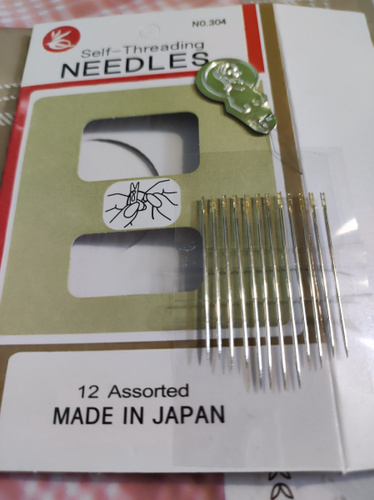 NO.304
Self-Threading
NEEDLES
12 Assorted
MADE IN JAPAN